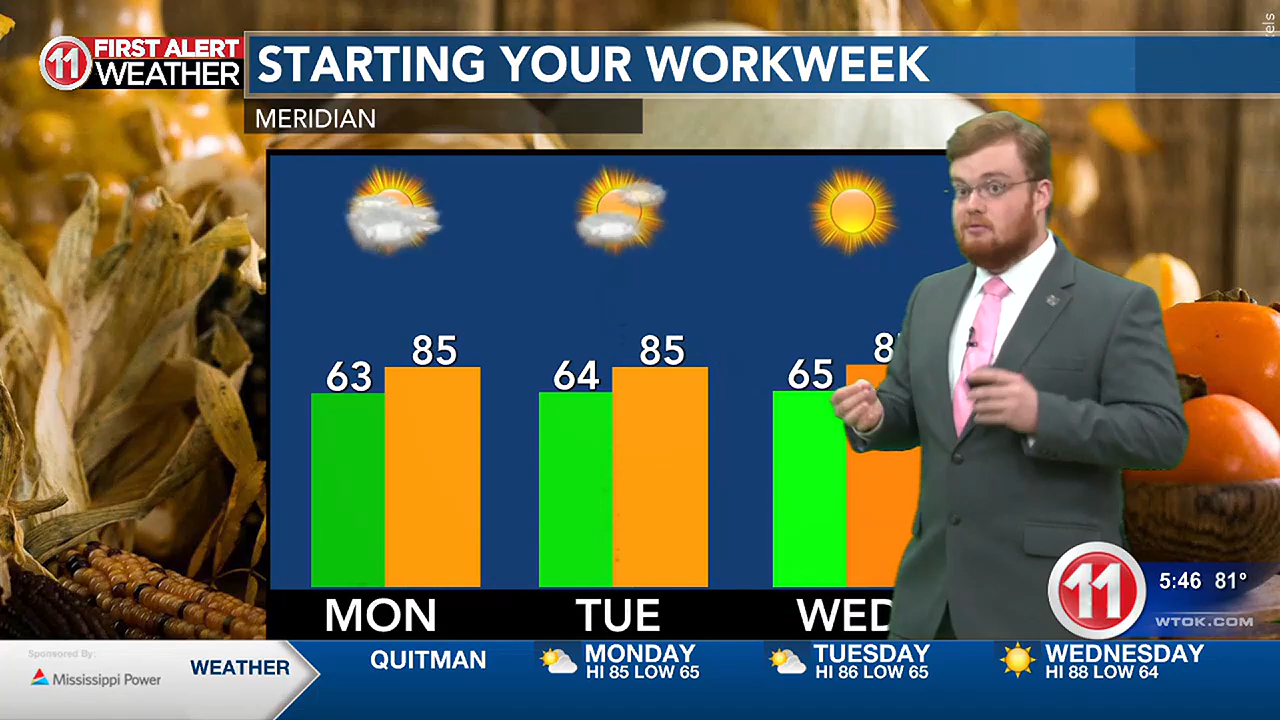 11 FIRST ALERT
WEATHER
STARTING YOUR WORKWEEK
MERIDIAN
63 85 64 85 65
MON TUE WED
11 5:46 81°
WTOK.COM
Sponsored By:
Mississippi Power
WEATHER
QUITMAN
MONDAY
HI 85 LOW 65
TUESDAY
HI 86 LOW 65
WEDNESDAY
HI 88 LOW 64